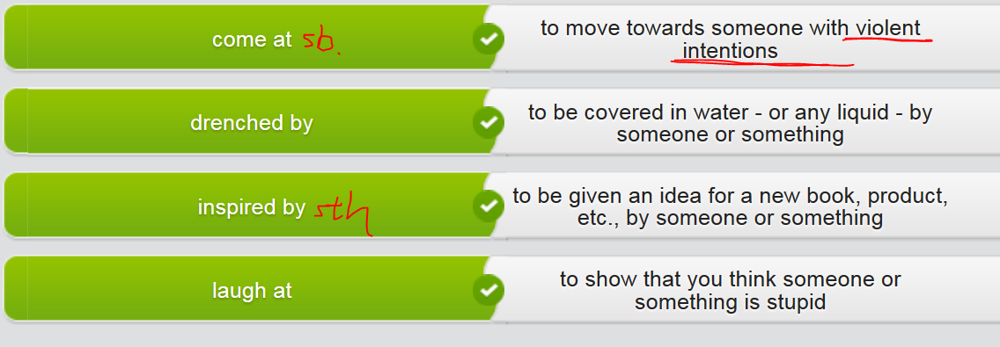 come at sb.
to move towards someone with violent
intentions
drenched by
to be covered in water - or any liquid - by
someone or something
inspired by sth
to be given an idea for a new book, product,
etc., by someone or something
laugh at
to show that you think someone or
something is stupid